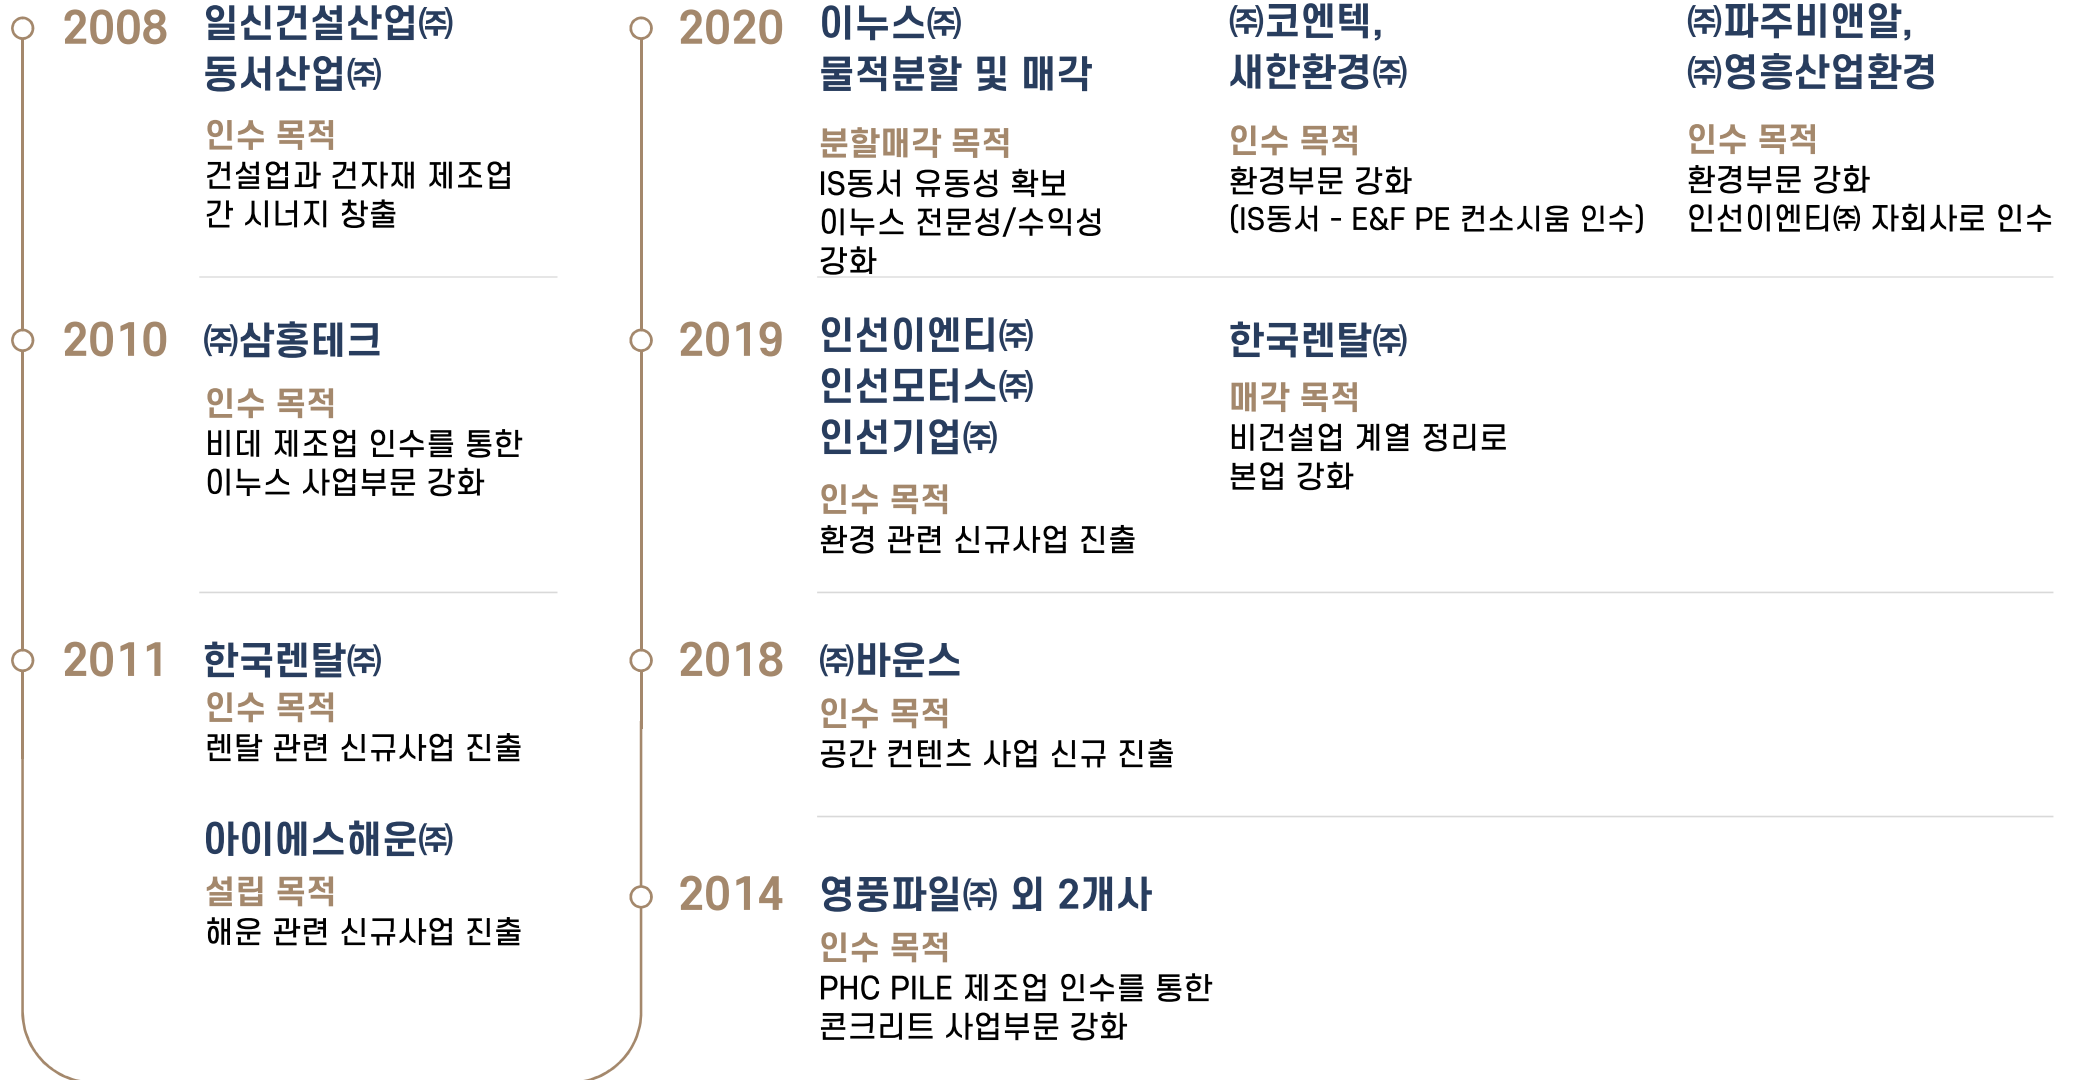 2008
일신건설산업㈜
동서산업㈜
인수 목적
건설업과 건자재 제조업
간 시너지 창출
2010
㈜삼홍테크
인수 목적
비데 제조업 인수를 통한
이누스 사업부문 강화
2011
한국렌탈㈜
인수 목적
렌탈 관련 신규사업 진출
아이에스해운㈜
설립 목적
해운 관련 신규사업 진출
2020
이누스㈜
물적분할 및 매각
분할매각 목적
IS동서 유동성 확보
이누스 전문성/수익성
강화
㈜코엔텍,
새한환경㈜
인수 목적
환경부문 강화
(IS동서 - E&F PE 컨소시움 인수)
㈜파주비앤알,
㈜영흥산업환경
인수 목적
환경부문 강화
인선이엔티㈜ 자회사로 인수
2019
인선이엔티㈜
인선모터스㈜
인선기업㈜
인수 목적
환경 관련 신규사업 진출
한국렌탈㈜
매각 목적
비건설업 계열 정리로
본업 강화
2018
㈜바운스
인수 목적
공간 컨텐츠 사업 신규 진출
2014
영풍파일㈜ 외 2개사
인수 목적
PHC PILE 제조업 인수를 통한
콘크리트 사업부문 강화